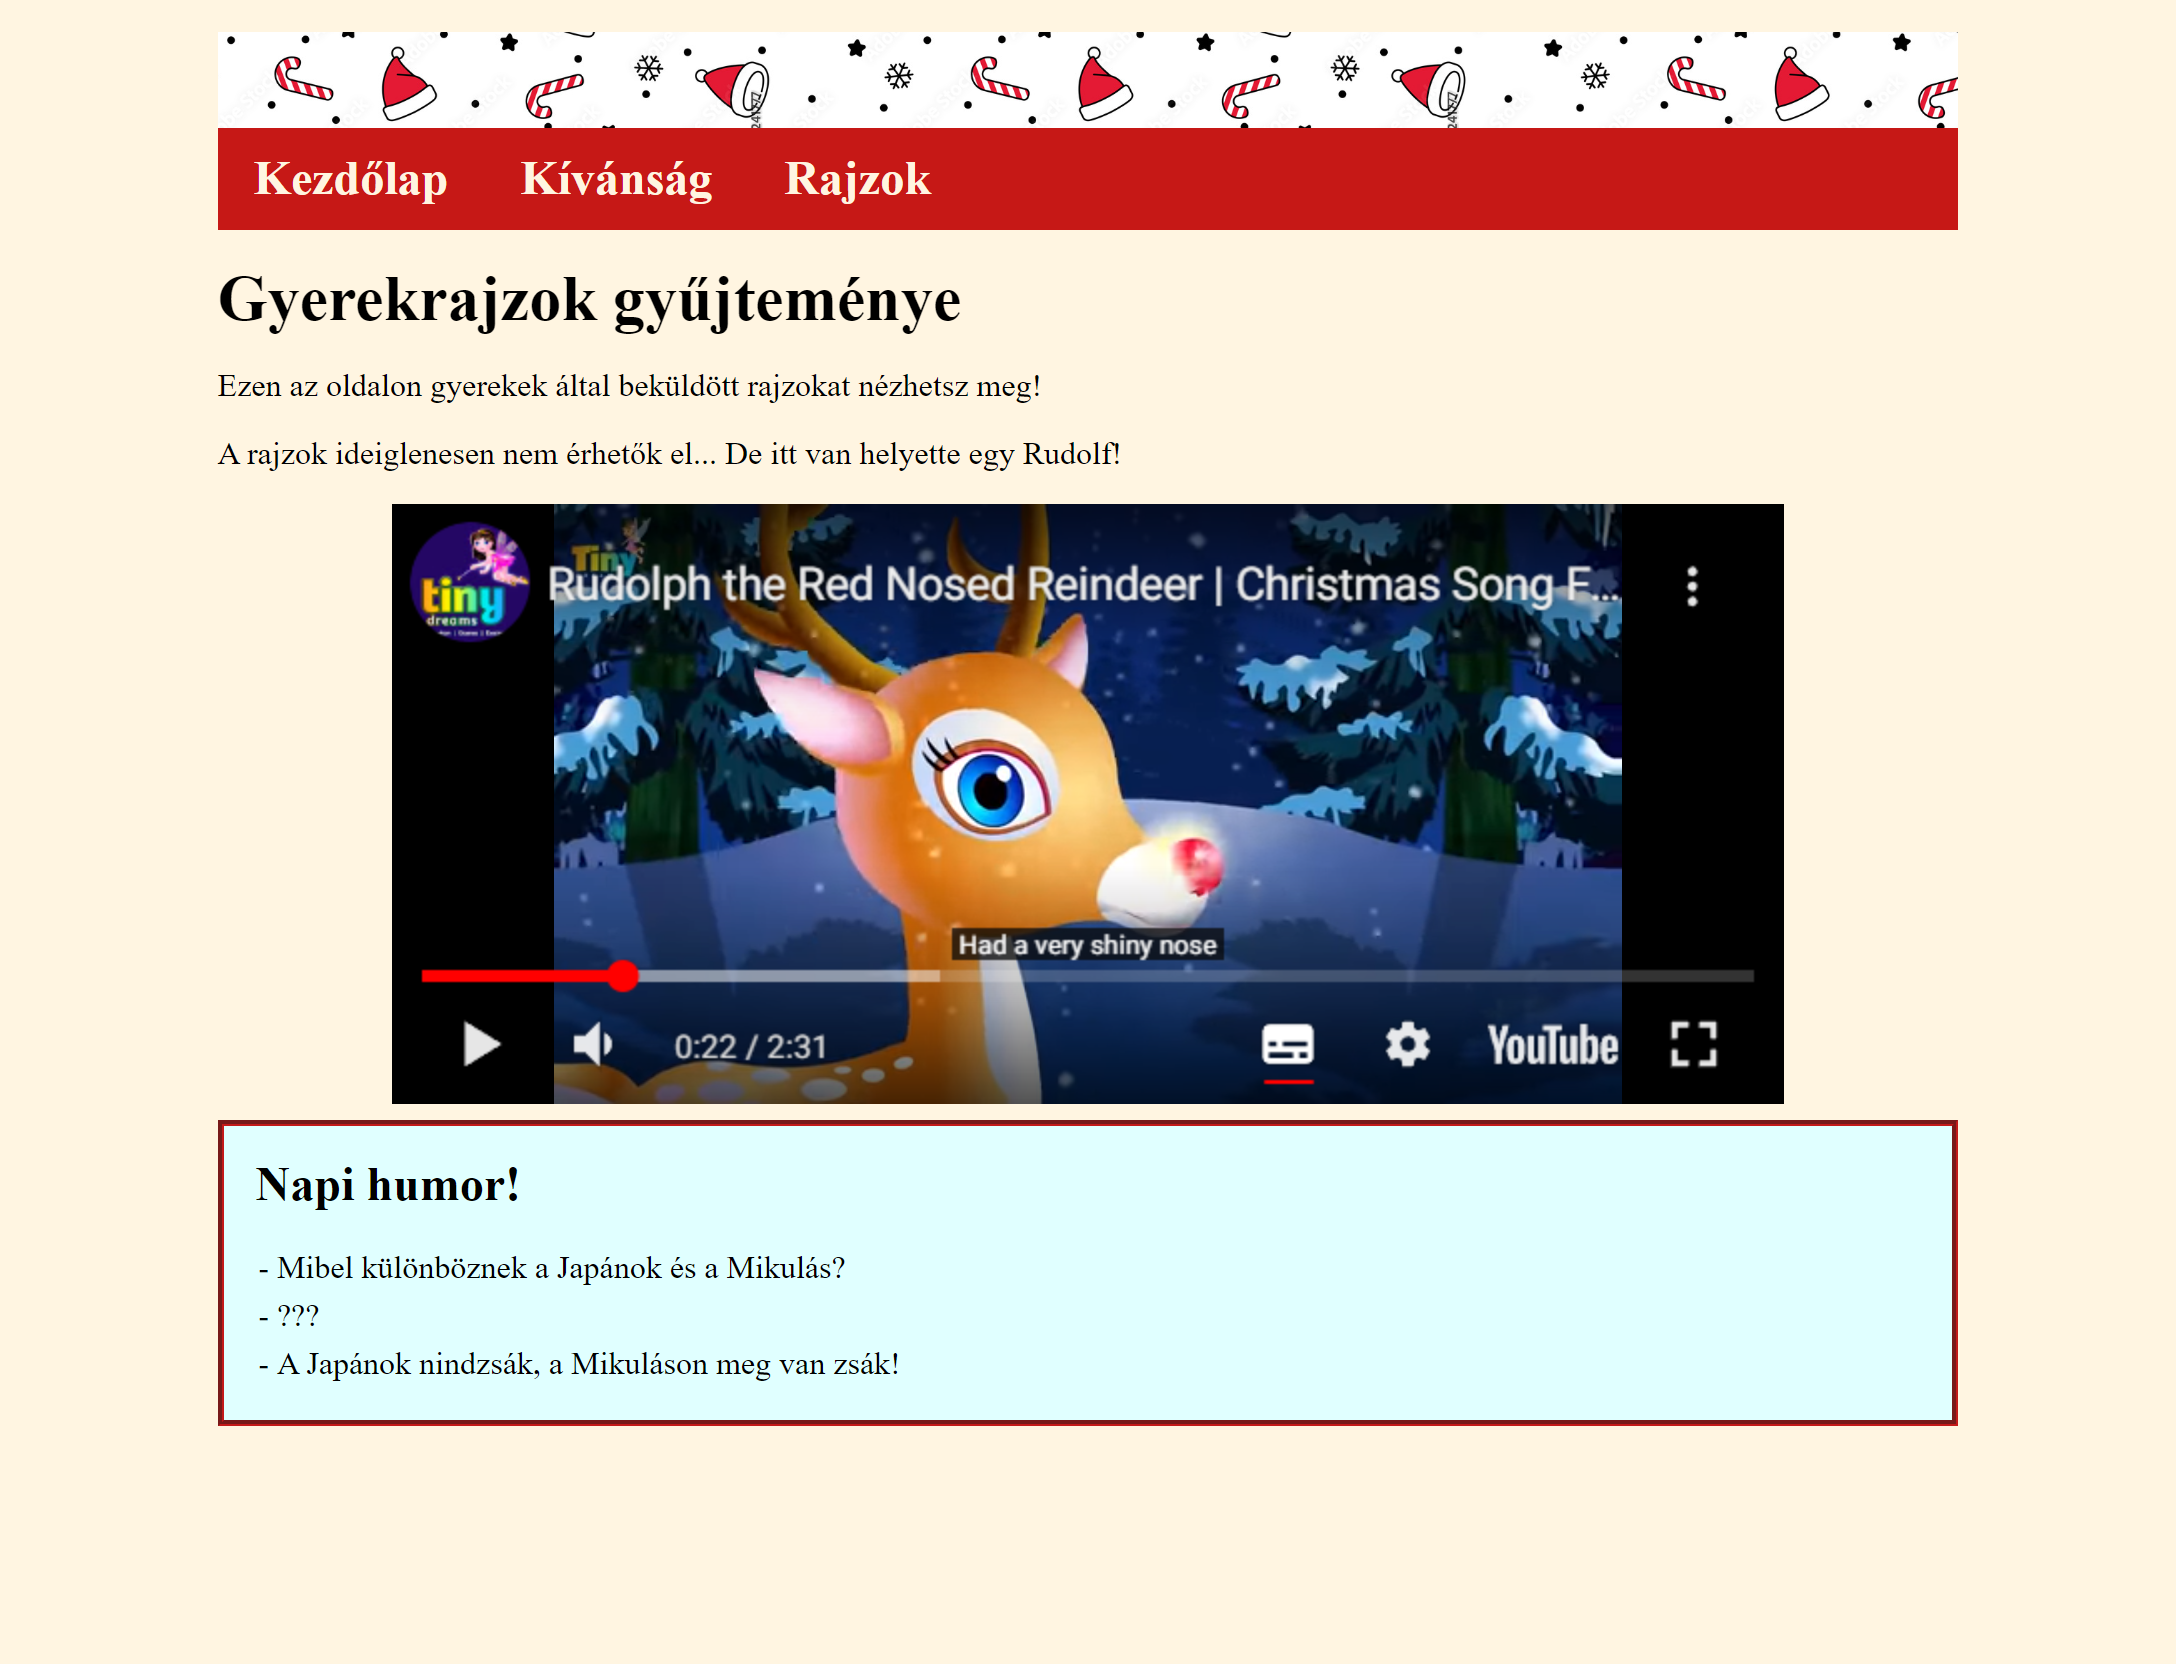 Kezdőlap Kívánság Rajzok
Gyerekrajzok gyűjteménye
Ezen az oldalon gyerekek által beküldött rajzokat nézhetsz meg!
A rajzok ideiglenesen nem érhetők el... De itt van helyette egy Rudolf!
Tiny
tiny
dreams
Rudolph the Red Nosed Reindeer | Christmas Song F...
Had a very shiny nose
0:22 / 2:31
YouTube
Napi humor!
- Mibel különböznek a Japánok és a Mikulás?
- ???
- A Japánok nindzsák, a Mikuláson meg van zsák!